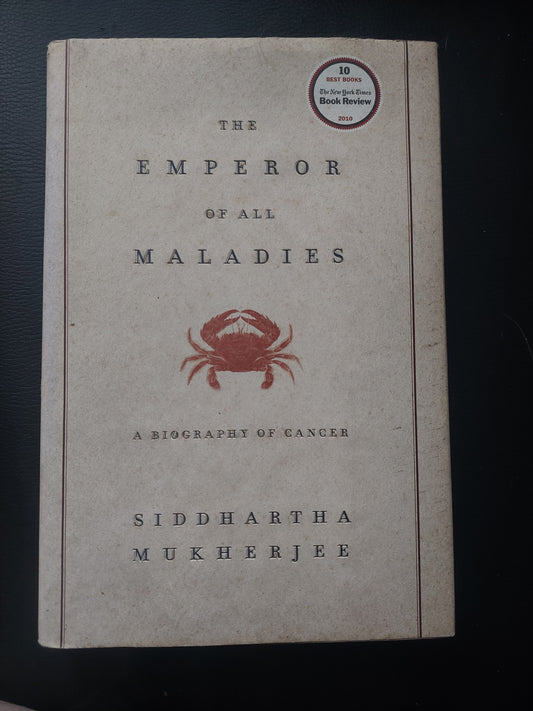 10
BEST BOOKS
The New York Times
Book Review
2010
THE
EMPEROR
OF ALL
MALADIES
A BIOGRAPHY OF CANCER
SIDDHARTHA
MUKHERJEE